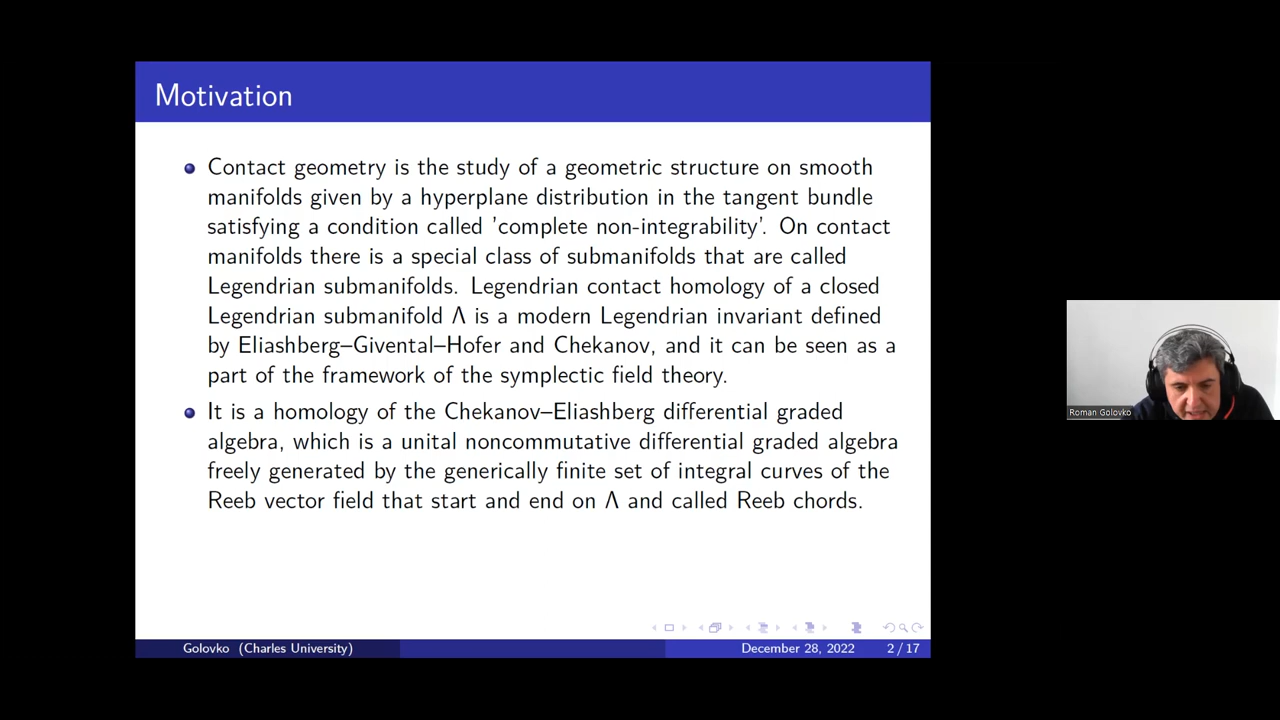 Motivation
Contact geometry is the study of a geometric structure on smooth
manifolds given by a hyperplane distribution in the tangent bundle
satisfying a condition called 'complete non-integrability'. On contact
manifolds there is a special class of submanifolds that are called
Legendrian submanifolds. Legendrian contact homology of a closed
Legendrian submanifold Λ is a modern Legendrian invariant defined
by Eliashberg–Givental–Hofer and Chekanov, and it can be seen as a
part of the framework of the symplectic field theory.
It is a homology of the Chekanov–Eliashberg differential graded
algebra, which is a unital noncommutative differential graded algebra
freely generated by the generically finite set of integral curves of the
Reeb vector field that start and end on Λ and called Reeb chords.
Roman Golovko
Golovko (Charles University)
December 28, 2022
2 / 17